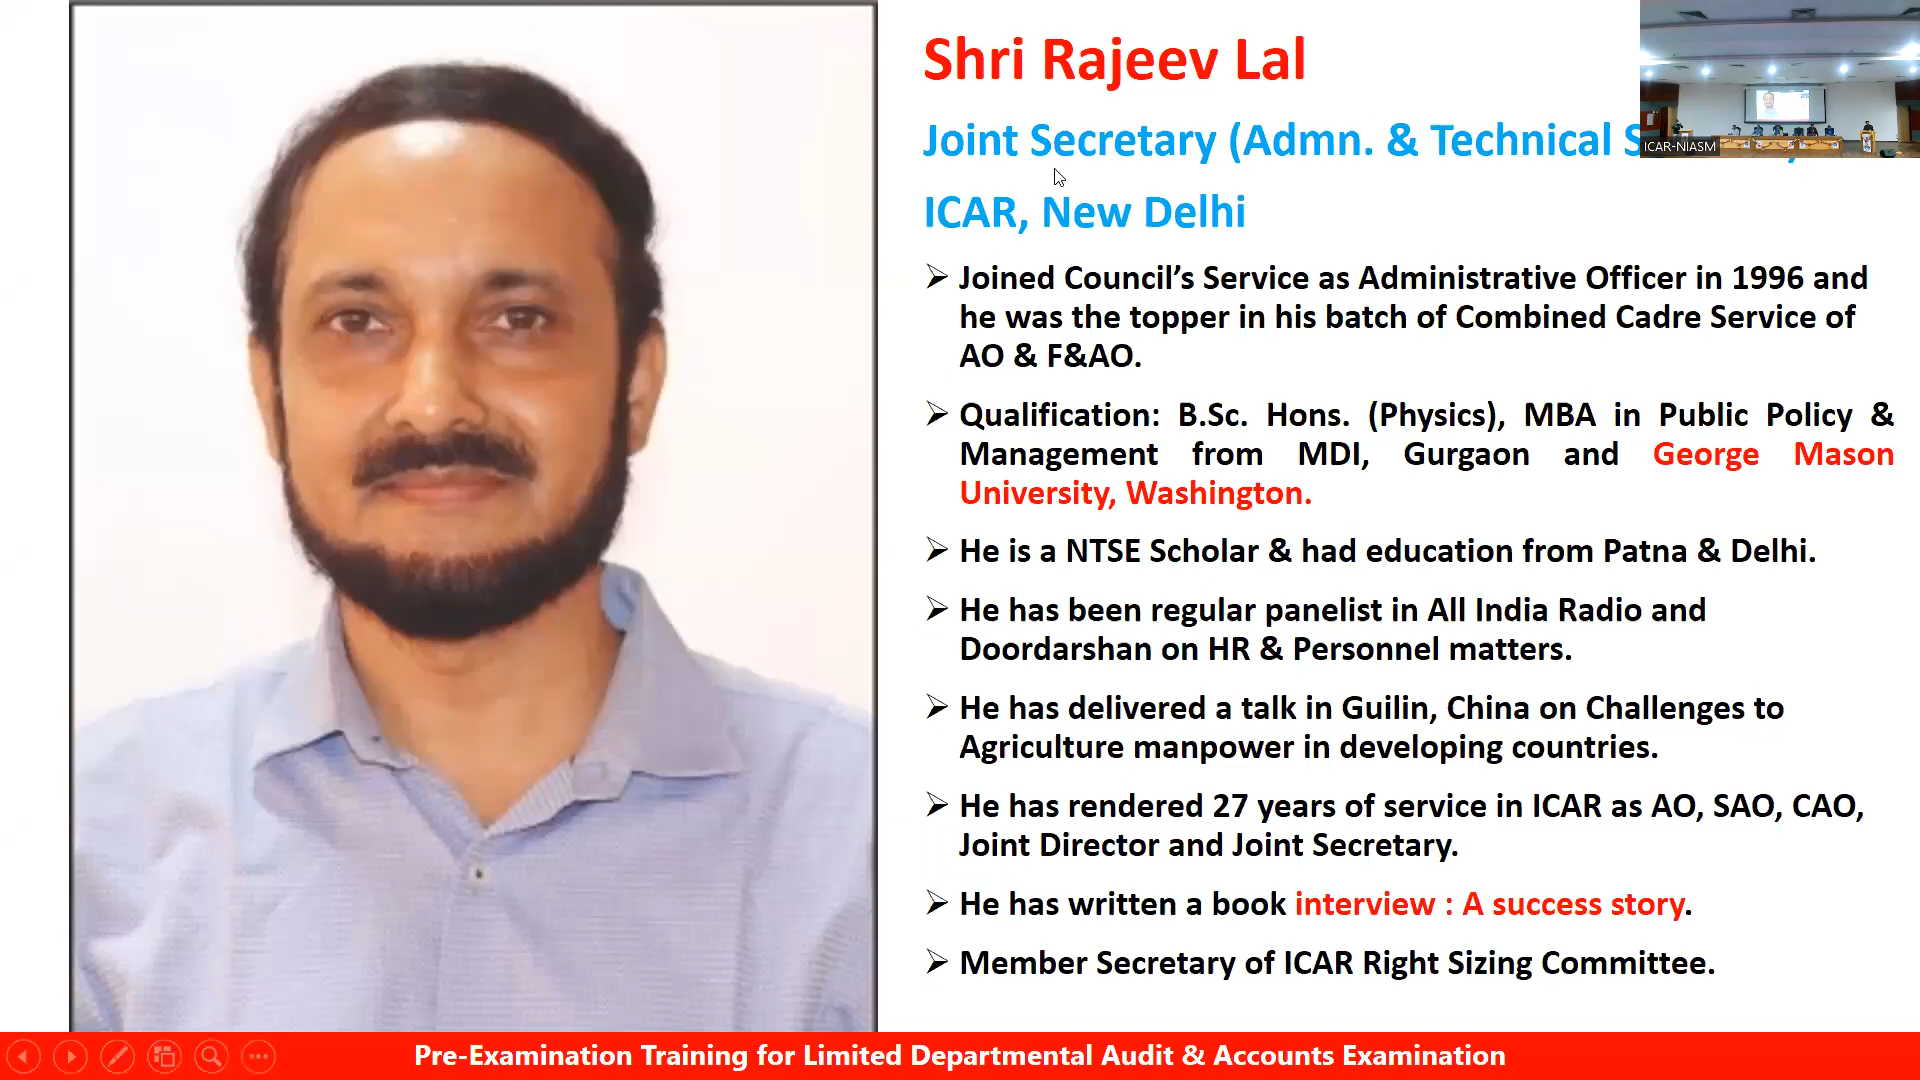 Shri Rajeev Lal
Joint Secretary (Admn. & Technical
ICAR-NIASM
ICAR, New Delhi
➢ Joined Council’s Service as Administrative Officer in 1996 and
he was the topper in his batch of Combined Cadre Service of
AO & F&AO.
➢ Qualification: B.Sc. Hons. (Physics), MBA in Public Policy &
Management from MDI, Gurgaon and George Mason
University, Washington.
➢ He is a NTSE Scholar & had education from Patna & Delhi.
➢ He has been regular panelist in All India Radio and
Doordarshan on HR & Personnel matters.
➢ He has delivered a talk in Guilin, China on Challenges to
Agriculture manpower in developing countries.
➢ He has rendered 27 years of service in ICAR as AO, SAO, CAO,
Joint Director and Joint Secretary.
➢ He has written a book interview : A success story.
➢ Member Secretary of ICAR Right Sizing Committee.
Pre-Examination Training for Limited Departmental Audit & Accounts Examination